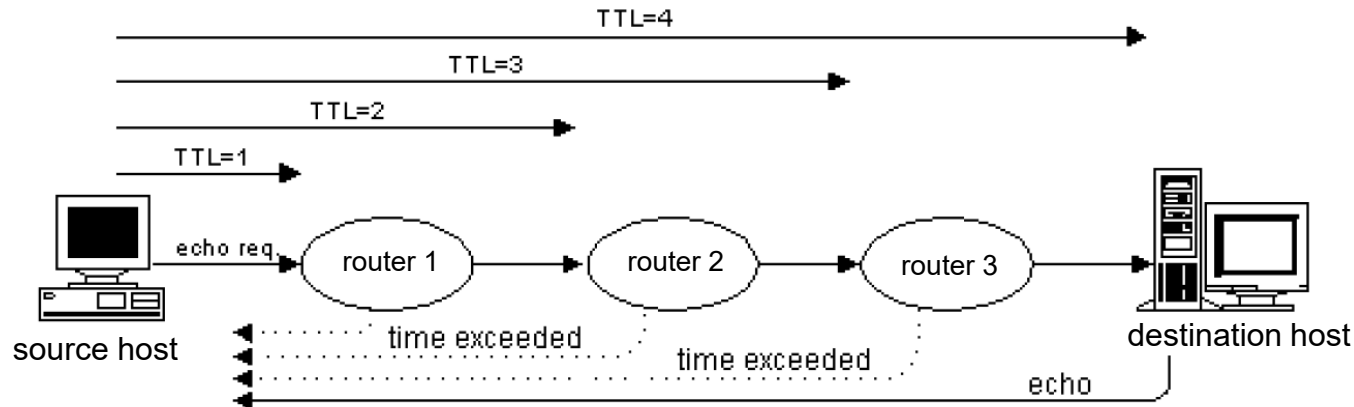 TTL=4
TTL=3
TTL=2
TTL=1
echo req.
router 1
router 2
router 3
source host
time exceeded
time exceeded
destination host
echo